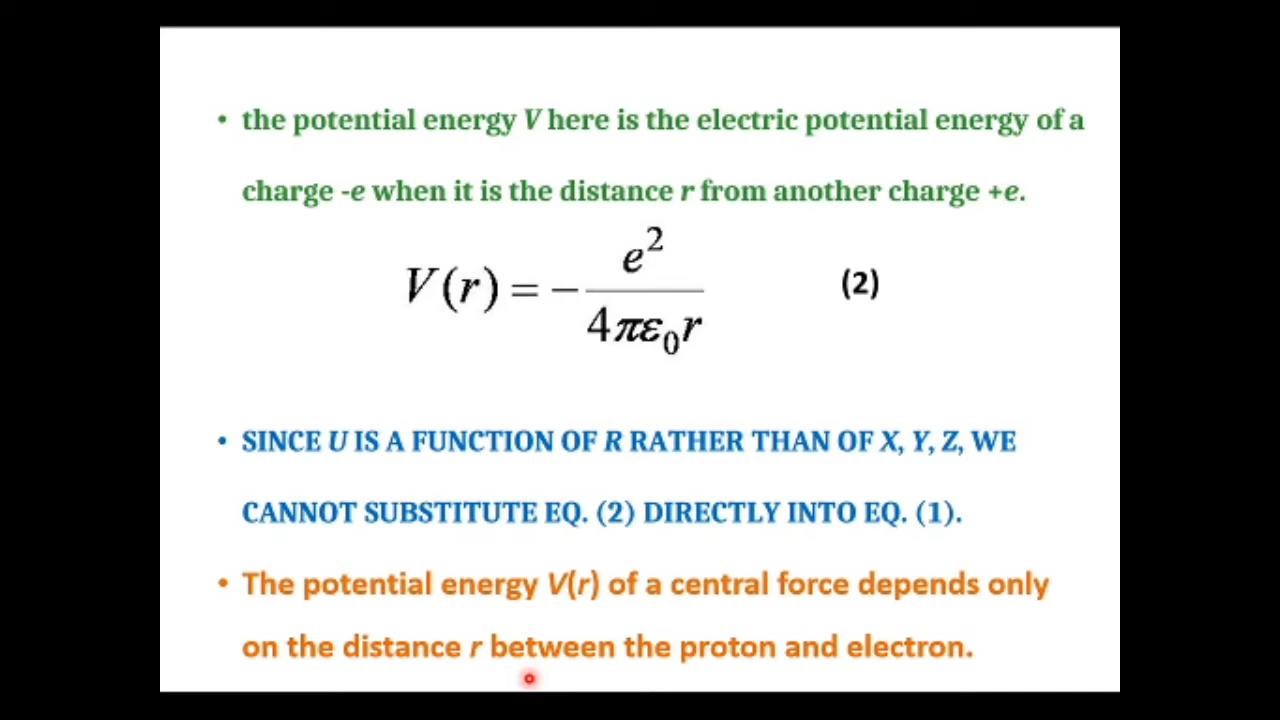 • the potential energy V here is the electric potential energy of a
charge -e when it is the distance r from another charge +e.
V(r) = - e² / 4πε₀r (2)
• SINCE U IS A FUNCTION OF R RATHER THAN OF X, Y, Z, WE
CANNOT SUBSTITUTE EQ. (2) DIRECTLY INTO EQ. (1).
• The potential energy V(r) of a central force depends only
on the distance r between the proton and electron.